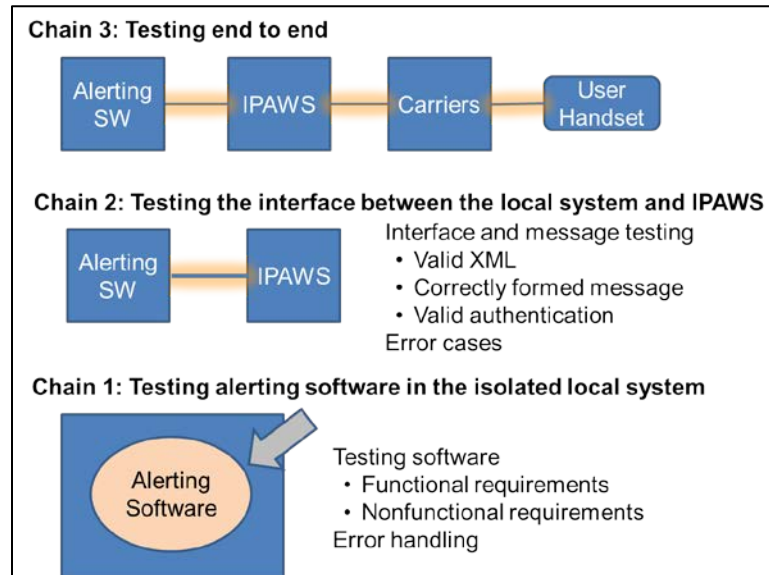 Chain 3: Testing end to end
Alerting
SW
IPAWS
Carriers
User
Handset
Chain 2: Testing the interface between the local system and IPAWS
Alerting
SW
IPAWS
Interface and message testing
• Valid XML
• Correctly formed message
• Valid authentication
Error cases
Chain 1: Testing alerting software in the isolated local system
Alerting
Software
Testing software
• Functional requirements
• Nonfunctional requirements
Error handling